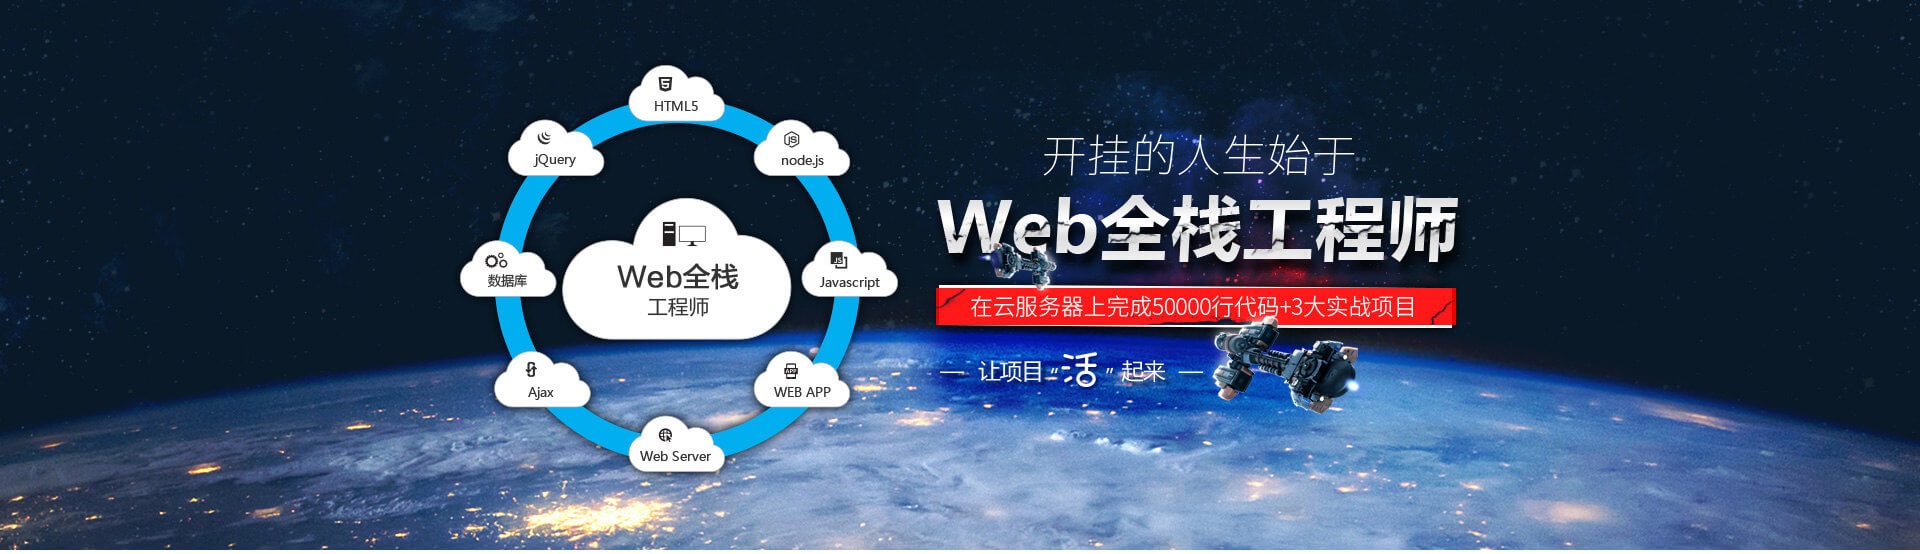 HTML5
jQuery
node.js
数据库
Web全栈
工程师
JS
Javascript
Ajax
APP
WEB APP
Web Server
开挂的人生始于
Web全栈工程师
在云服务器上完成50000行代码+3大实战项目
— 让项目“活”起来 —